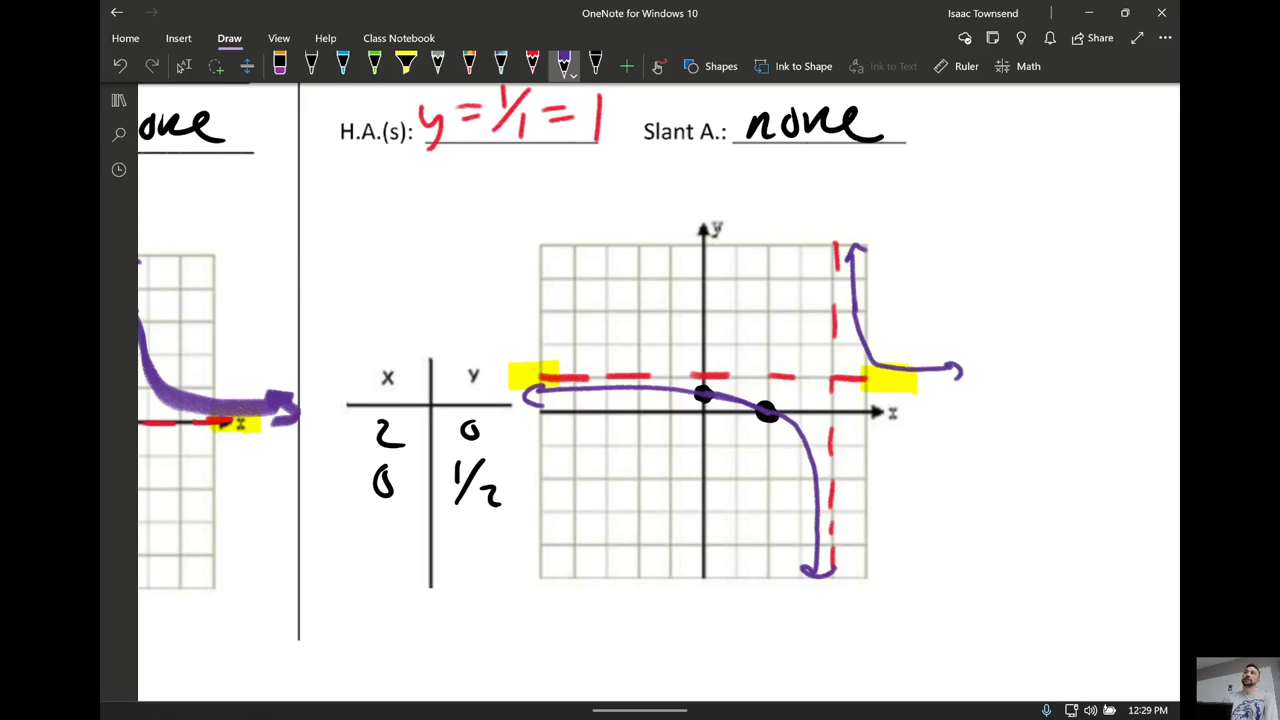 OneNote for Windows 10
Isaac Townsend
Home Insert Draw View Help Class Notebook
Share
Shapes Ink to Shape Ink to Text Ruler Math
one
H.A.(s): y = 1/1 = 1 Slant A.: none
y
x y
x
x
2 0
0 1/2
12:29 PM